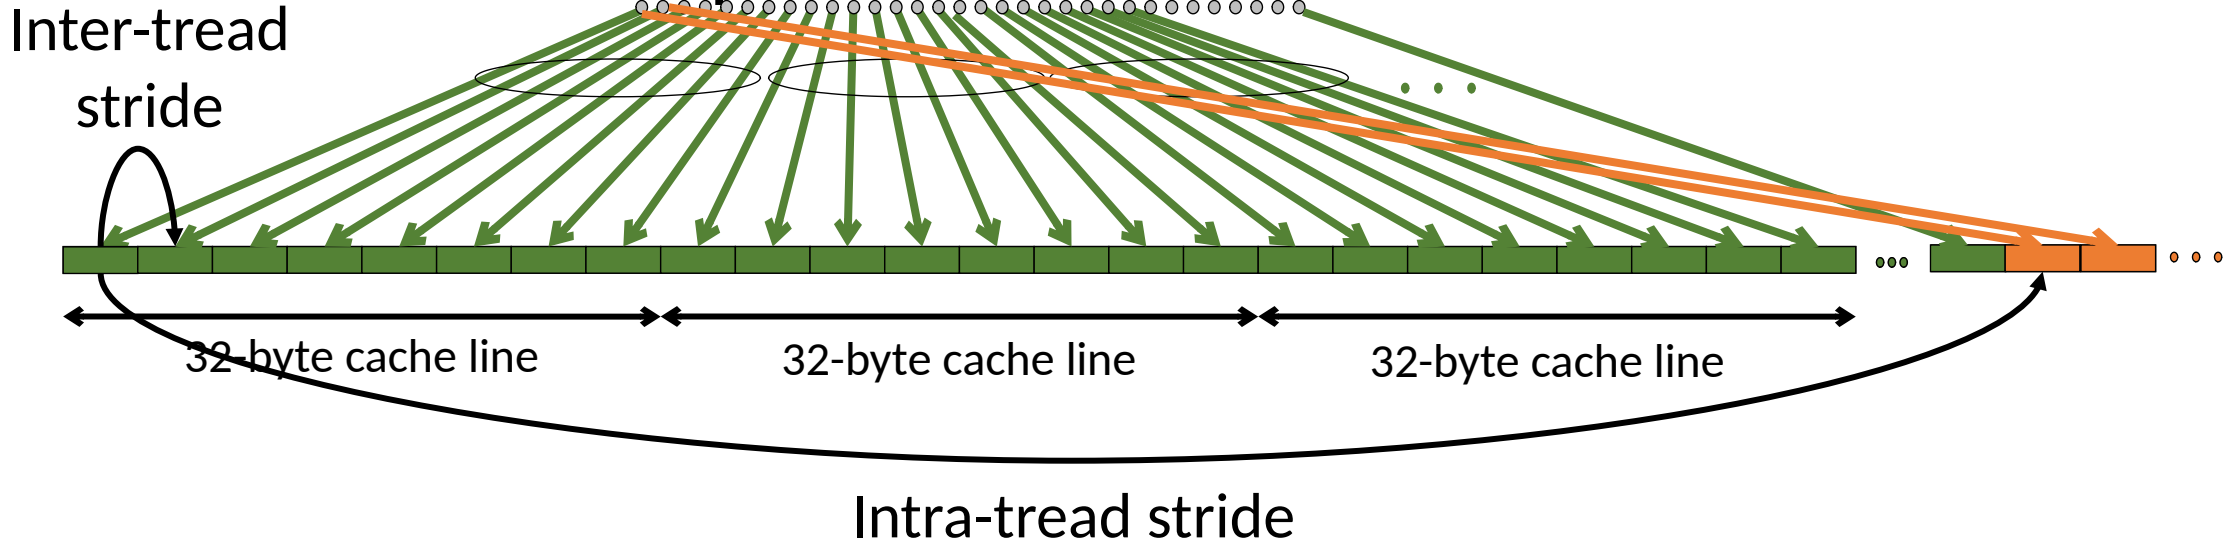 Inter-tread
stride
32-byte cache line
32-byte cache line
32-byte cache line
Intra-tread stride